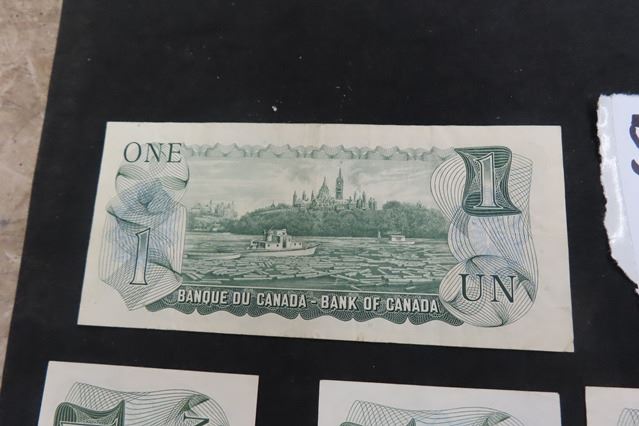 ONE
1
1
BANQUE DU CANADA - BANK OF CANADA
UN